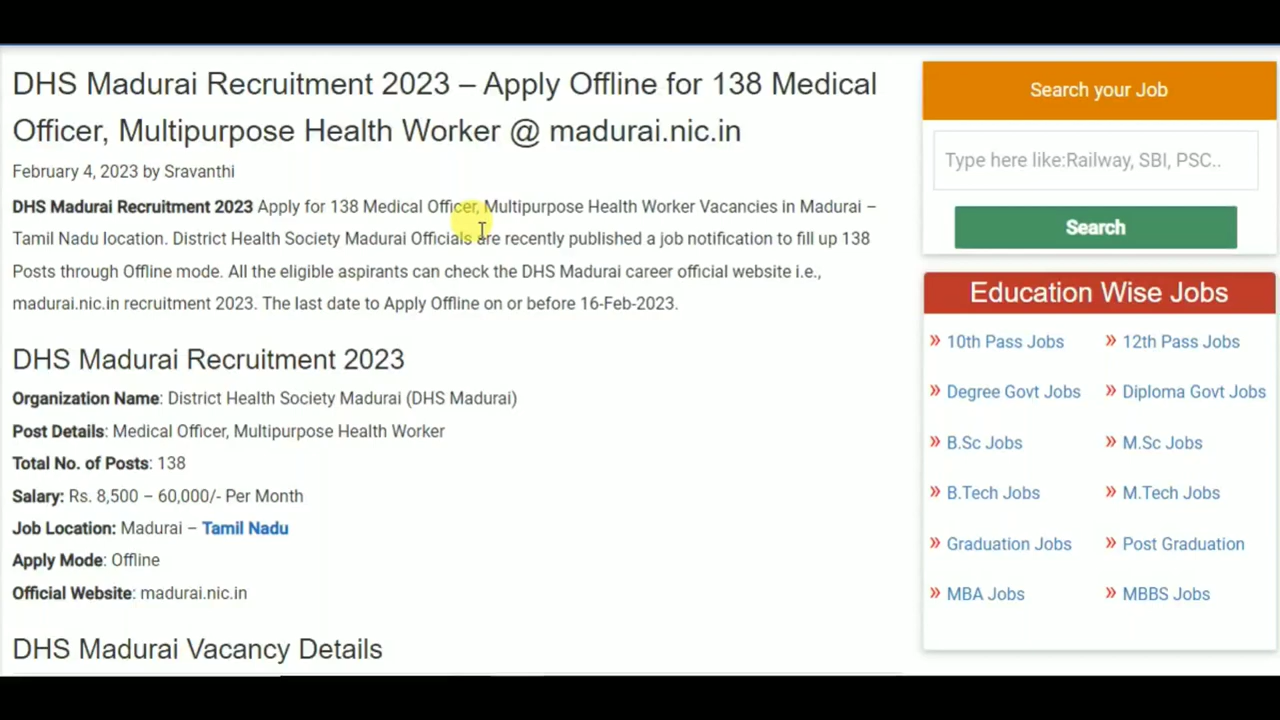 DHS Madurai Recruitment 2023 – Apply Offline for 138 Medical
Officer, Multipurpose Health Worker @ madurai.nic.in
February 4, 2023 by Sravanthi
DHS Madurai Recruitment 2023 Apply for 138 Medical Officer, Multipurpose Health Worker Vacancies in Madurai –
Tamil Nadu location. District Health Society Madurai Officials are recently published a job notification to fill up 138
Posts through Offline mode. All the eligible aspirants can check the DHS Madurai career official website i.e.,
madurai.nic.in recruitment 2023. The last date to Apply Offline on or before 16-Feb-2023.
DHS Madurai Recruitment 2023
Organization Name: District Health Society Madurai (DHS Madurai)
Post Details: Medical Officer, Multipurpose Health Worker
Total No. of Posts: 138
Salary: Rs. 8,500 – 60,000/- Per Month
Job Location: Madurai – Tamil Nadu
Apply Mode: Offline
Official Website: madurai.nic.in
DHS Madurai Vacancy Details
Search your Job
Type here like:Railway, SBI, PSC..
Search
Education Wise Jobs
» 10th Pass Jobs » 12th Pass Jobs
» Degree Govt Jobs » Diploma Govt Jobs
» B.Sc Jobs » M.Sc Jobs
» B.Tech Jobs » M.Tech Jobs
» Graduation Jobs » Post Graduation
» MBA Jobs » MBBS Jobs